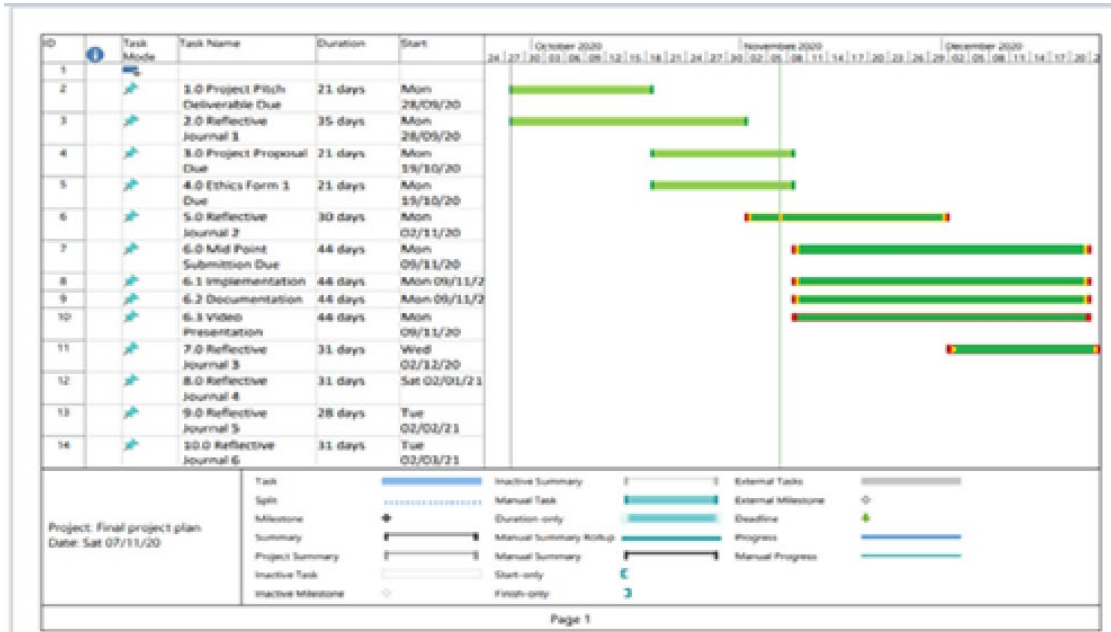 ID Task Mode Task Name Duration Start
October 2020 November 2020 December 2020
24 27 30 03 06 09 12 15 18 21 24 27 30 02 05 08 11 14 17 20 23 26 29 02 05 08 11 14 17 20 2
1
2 1.0 Project Pitch Deliverable Due 21 days Mon 28/09/20
3 2.0 Reflective Journal 1 35 days Mon 28/09/20
4 3.0 Project Proposal Due 21 days Mon 19/10/20
5 4.0 Ethics Form 1 Due 21 days Mon 19/10/20
6 5.0 Reflective Journal 2 30 days Mon 02/11/20
7 6.0 Mid Point Submittion Due 44 days Mon 09/11/20
8 6.1 Implementation 44 days Mon 09/11/2
9 6.2 Documentation 44 days Mon 09/11/2
10 6.3 Video Presentation 44 days Mon 09/11/20
11 7.0 Reflective Journal 3 31 days Wed 02/12/20
12 8.0 Reflective Journal 4 31 days Sat 02/01/21
13 9.0 Reflective Journal 5 28 days Tue 02/02/21
14 10.0 Reflective Journal 6 31 days Tue 02/03/21
Project: Final project plan
Date: Sat 07/11/20
Task
Split
Milestone
Summary
Project Summary
Inactive Task
Inactive Milestone
Inactive Summary
Manual Task
Duration-only
Manual Summary Rollup
Manual Summary
Start-only
Finish-only
External Tasks
External Milestone
Deadline
Progress
Manual Progress
Page 1